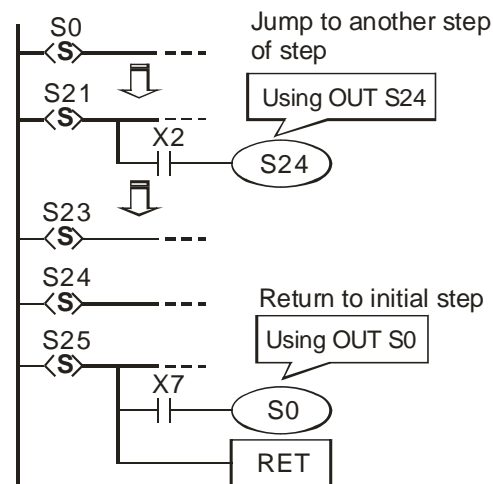 S0
Jump to another step
of step
S
S21
Using OUT S24
S
X2
S24
S23
S
S24
Return to initial step
S
S25
Using OUT S0
S
X7
S0
RET